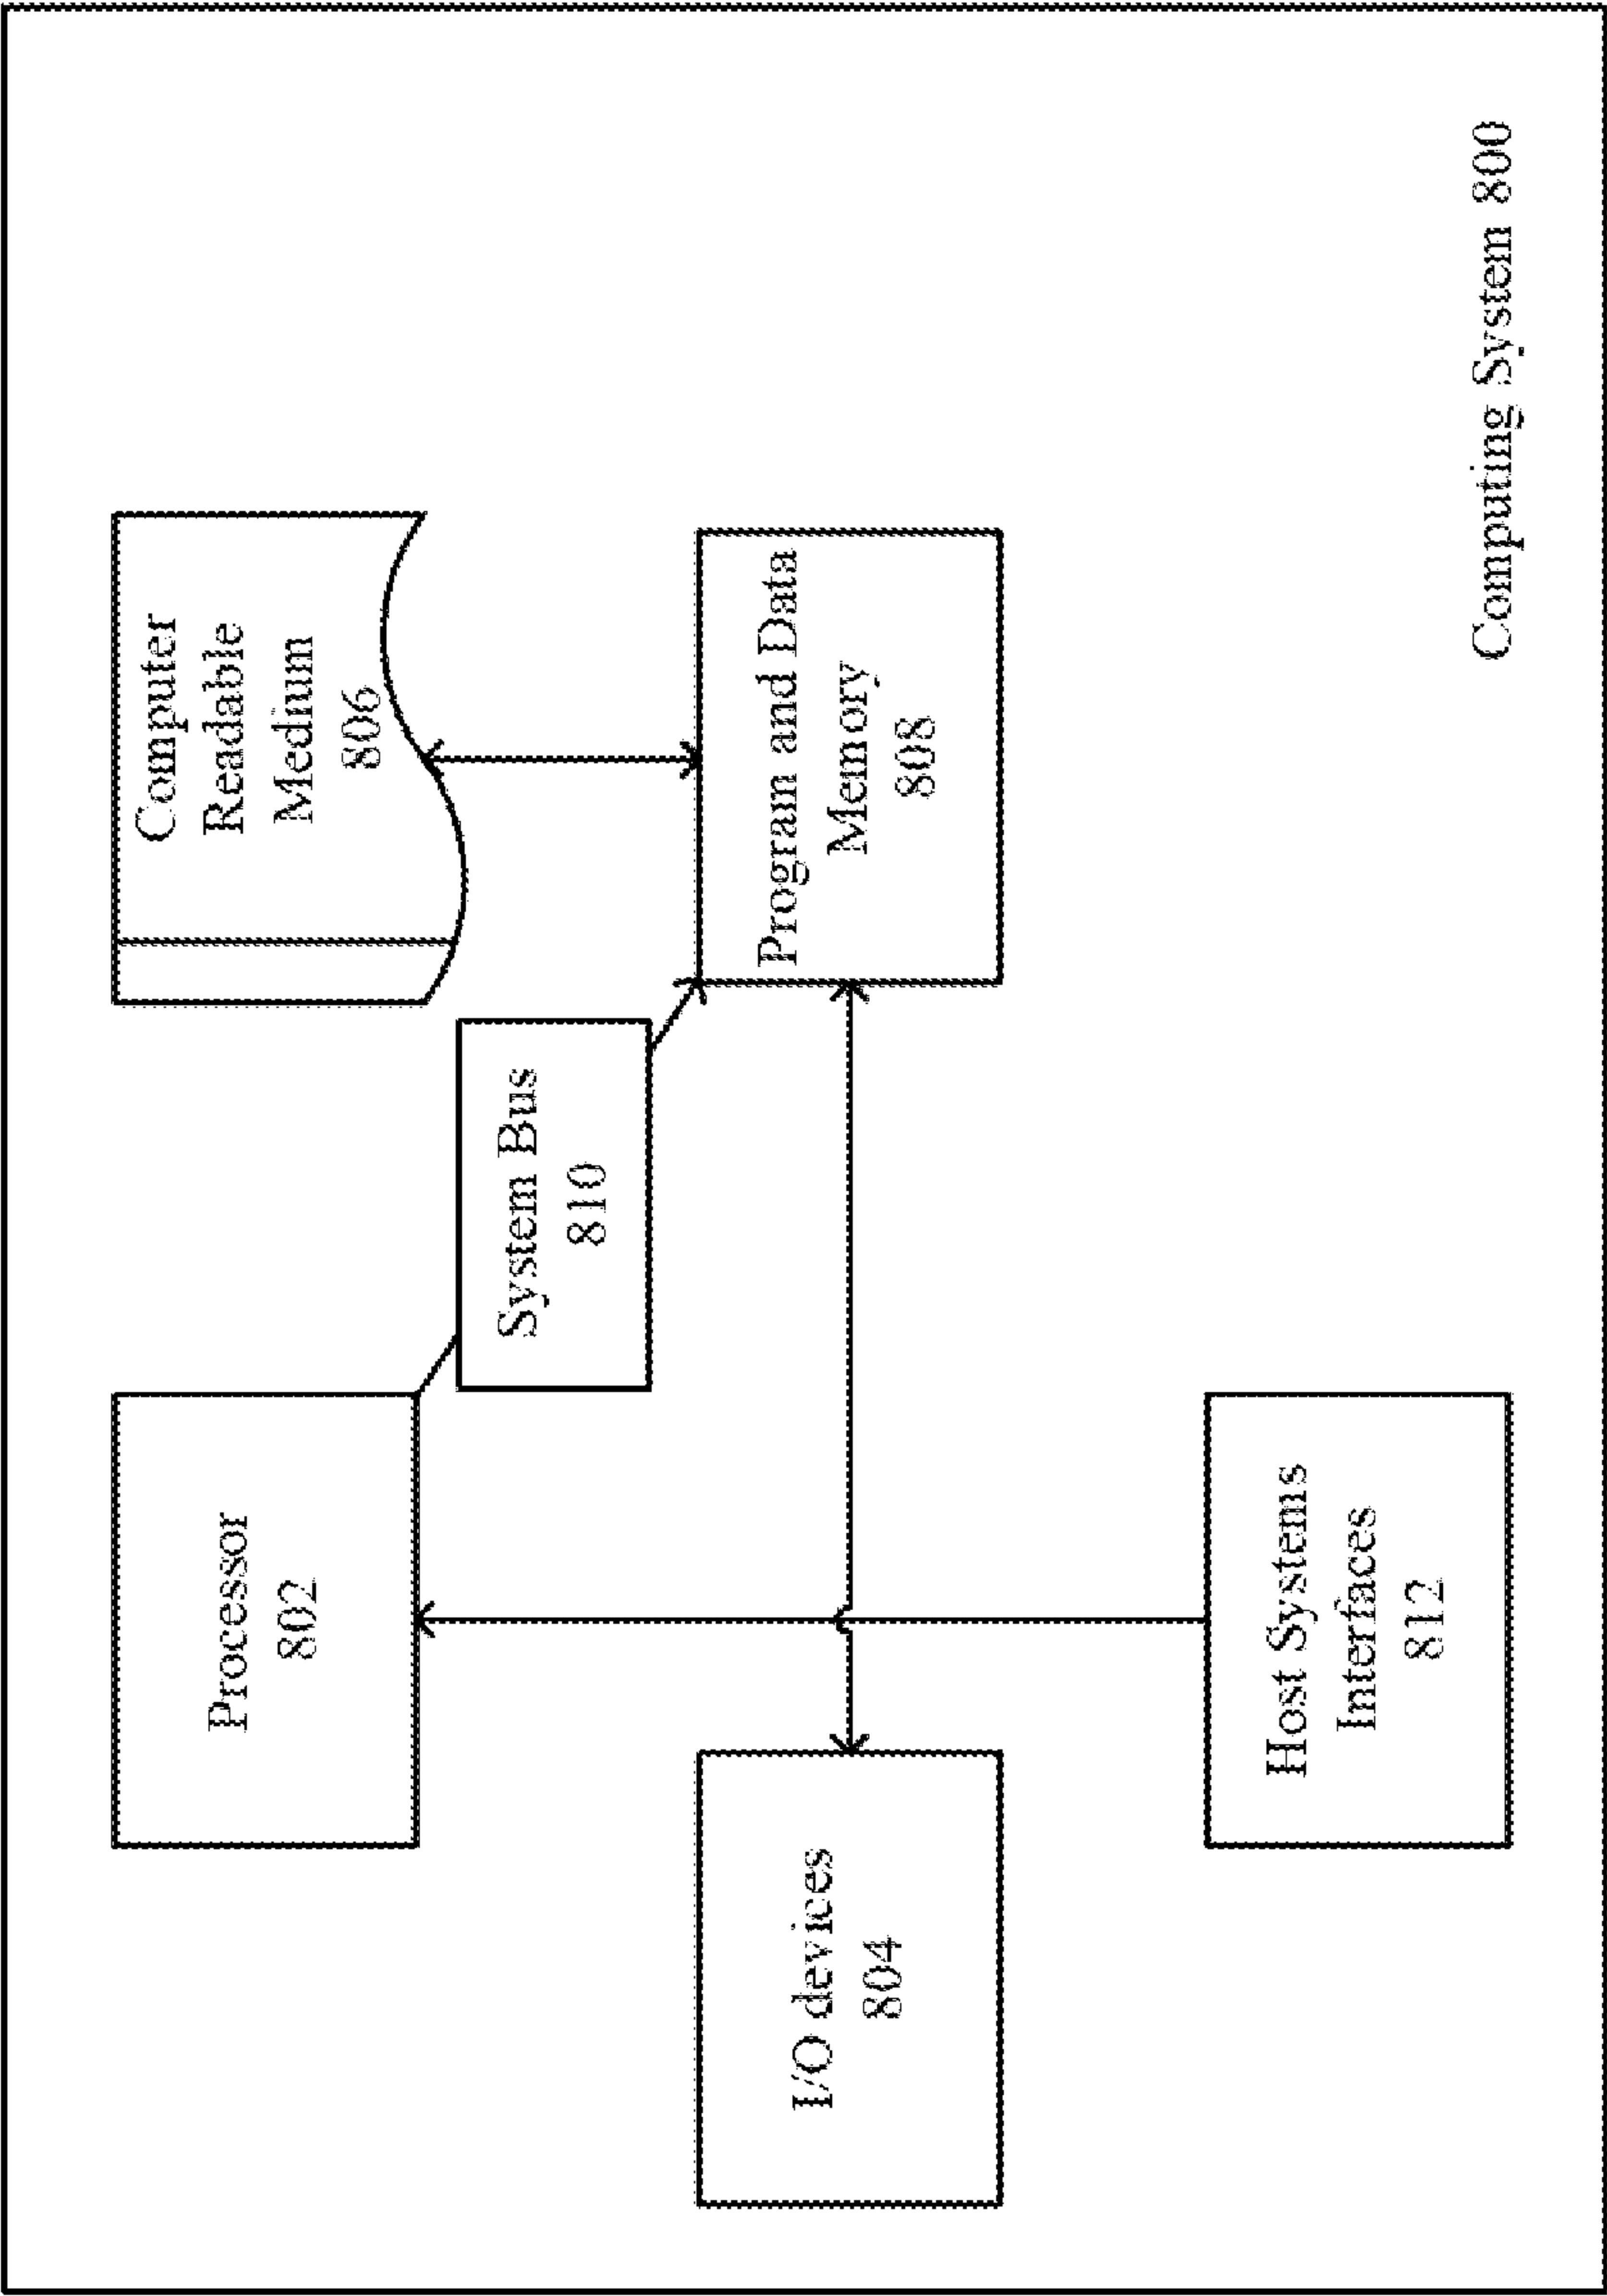 Processor
802
Computer
Readable
Medium
806
System Bus
810
I/O devices
804
Program and Data
Memory
808
Host Systems
Interfaces
812
Computing System 800